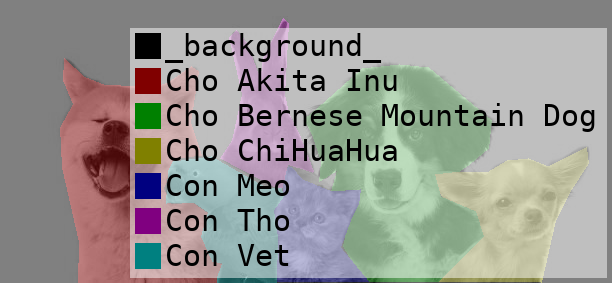 _background_
Cho Akita Inu
Cho Bernese Mountain Dog
Cho ChiHuaHua
Con Meo
Con Tho
Con Vet